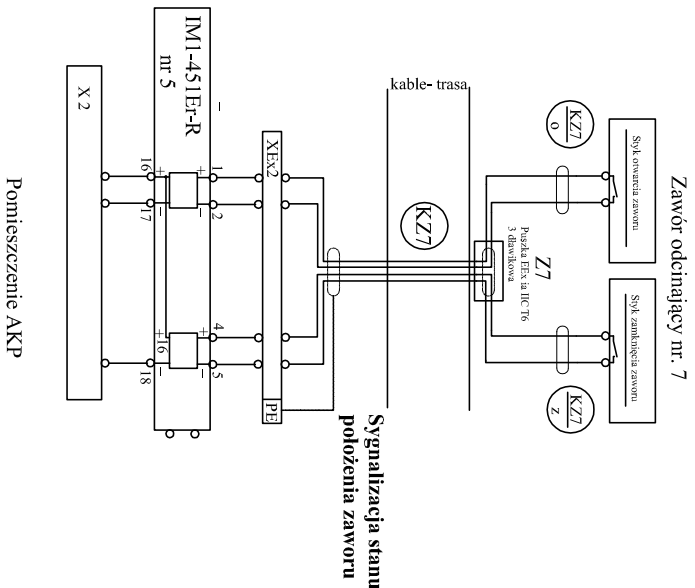 Zawór odcinający nr. 7
Styk otwarcia zaworu
Styk zamknięcia zaworu
KZ7
o
KZ7
z
Z7
Puszka EEx ia IIC T6
3 dławikowa
kable- trasa
KZ7
Sygnalizacja stanu
położenia zaworu
XEx2
PE
IM1-451Er-R
nr 5
1
2
4
5
+
-
+
-
16
17
+16
18
+
-
-
X 2
Pomieszczenie AKP